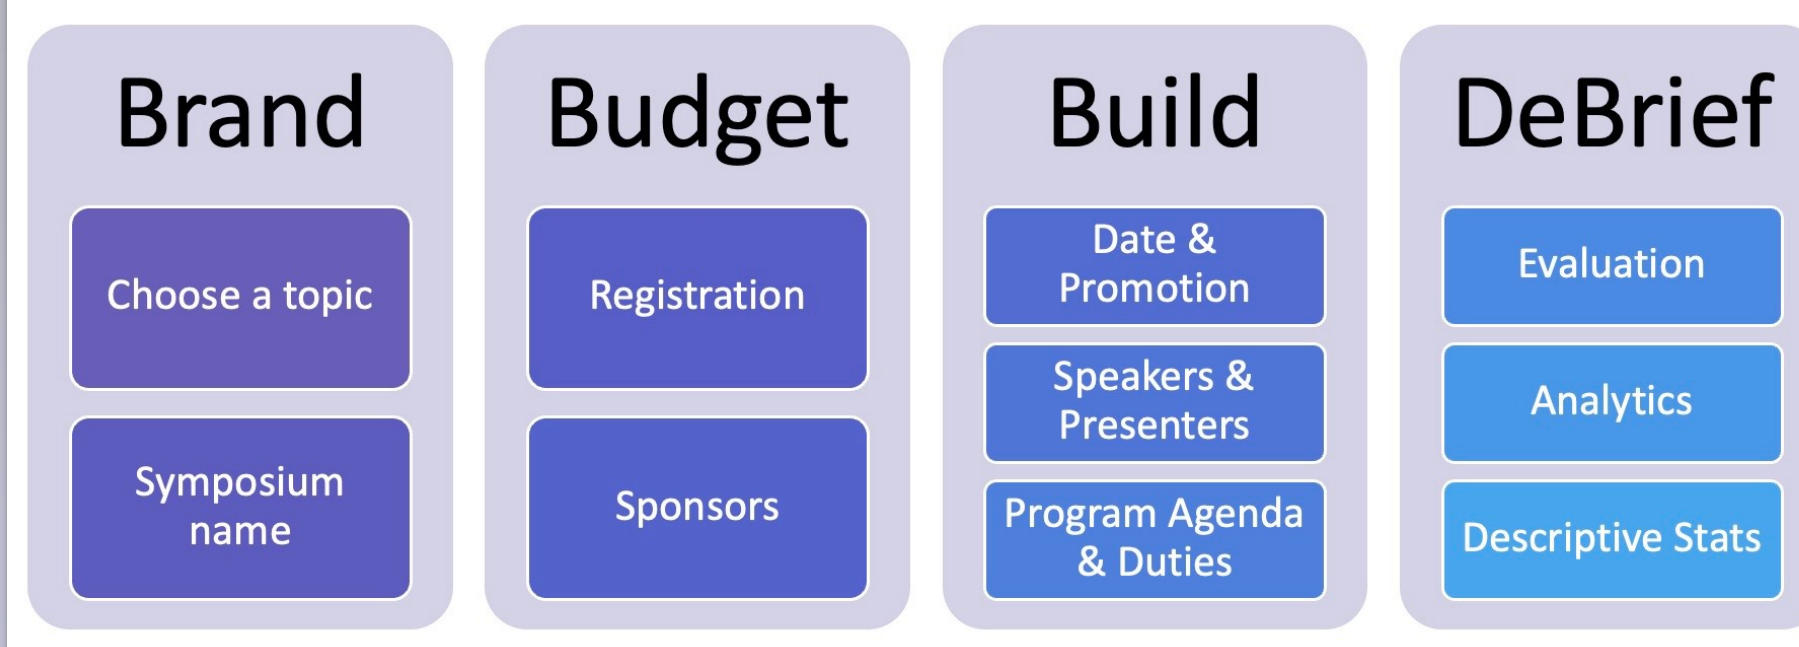 Brand
Choose a topic
Symposium
name
Budget
Registration
Sponsors
Build
Date &
Promotion
Speakers &
Presenters
Program Agenda
& Duties
DeBrief
Evaluation
Analytics
Descriptive Stats